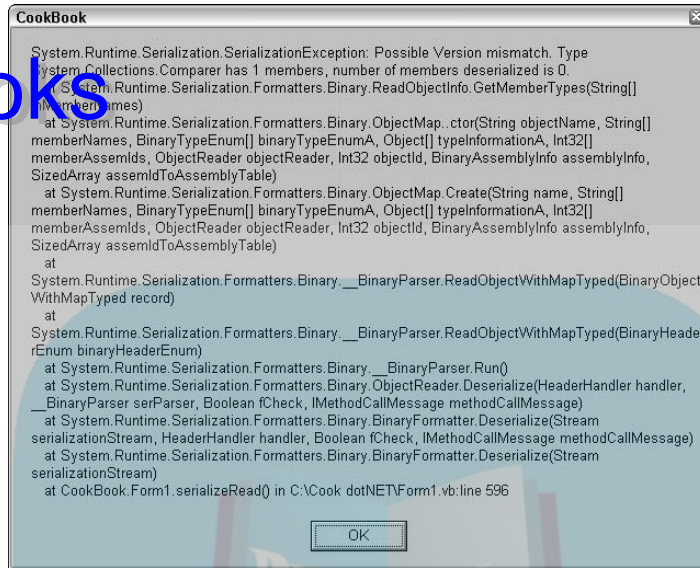 CookBook
System.Runtime.Serialization.SerializationException: Possible Version mismatch. Type
System.Collections.Comparer has 1 members, number of members deserialized is 0.
oks
System.Runtime.Serialization.Formatters.Binary.ReadObjectInfo.GetMemberTypes(String[]
inMemberNames)
at System.Runtime.Serialization.Formatters.Binary.ObjectMap..ctor(String objectName, String[]
memberNames, BinaryTypeEnum[] binaryTypeEnumA, Object[] typeInformationA, Int32[]
memberAssemIds, ObjectReader objectReader, Int32 objectId, BinaryAssemblyInfo assemblyInfo,
SizedArray assemIdToAssemblyTable)
at System.Runtime.Serialization.Formatters.Binary.ObjectMap.Create(String name, String[]
memberNames, BinaryTypeEnum[] binaryTypeEnumA, Object[] typeInformationA, Int32[]
memberAssemIds, ObjectReader objectReader, Int32 objectId, BinaryAssemblyInfo assemblyInfo,
SizedArray assemIdToAssemblyTable)
at
System.Runtime.Serialization.Formatters.Binary.__BinaryParser.ReadObjectWithMapTyped(BinaryObject
WithMapTyped record)
at
System.Runtime.Serialization.Formatters.Binary.__BinaryParser.ReadObjectWithMapTyped(BinaryHeade
rEnum binaryHeaderEnum)
at System.Runtime.Serialization.Formatters.Binary.__BinaryParser.Run()
at System.Runtime.Serialization.Formatters.Binary.ObjectReader.Deserialize(HeaderHandler handler,
__BinaryParser serParser, Boolean fCheck, IMethodCallMessage methodCallMessage)
at System.Runtime.Serialization.Formatters.Binary.BinaryFormatter.Deserialize(Stream
serializationStream, HeaderHandler handler, Boolean fCheck, IMethodCallMessage methodCallMessage)
at System.Runtime.Serialization.Formatters.Binary.BinaryFormatter.Deserialize(Stream
serializationStream)
at CookBook.Form1.serializeRead() in C:\Cook dotNET\Form1.vb:line 596
OK